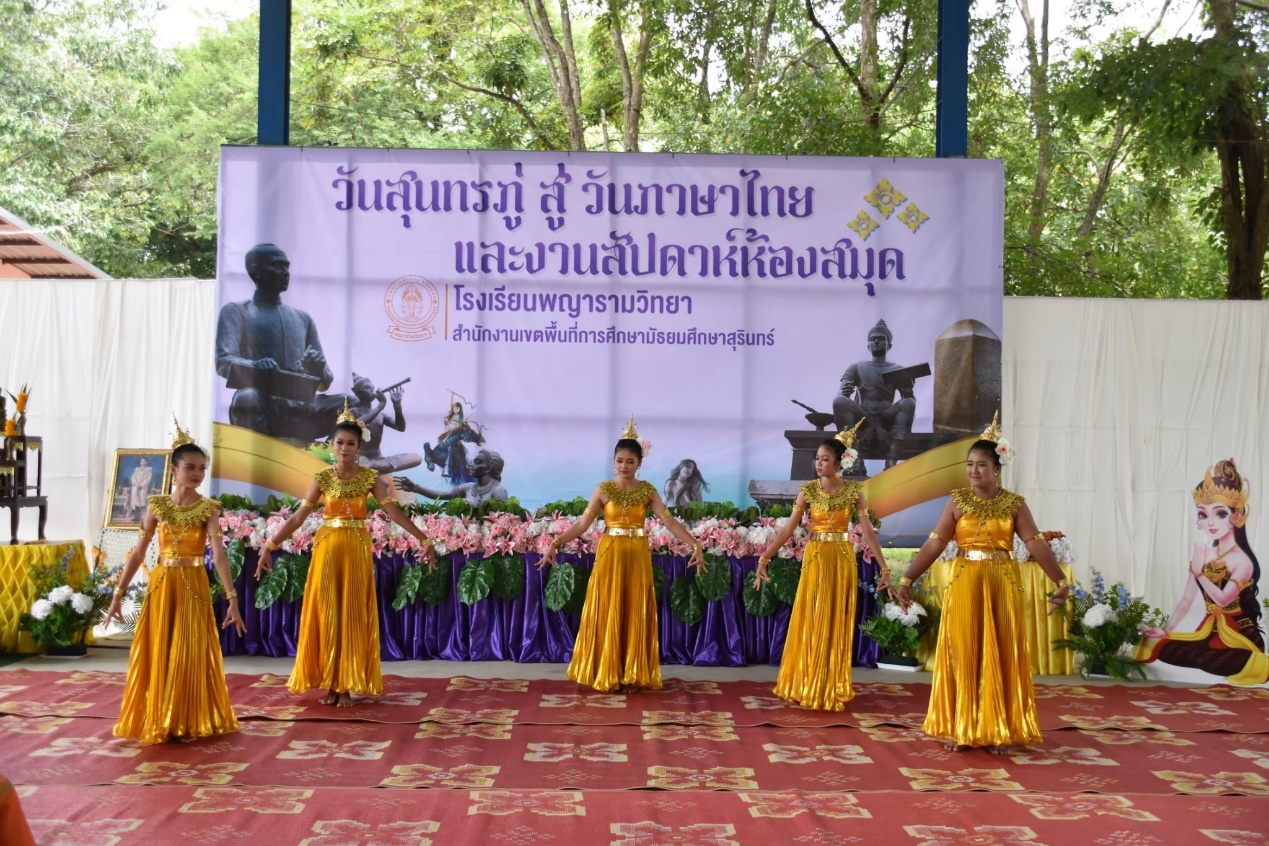 วันสุนทรภู่ สู่ วันภาษาไทย
และงานสัปดาห์ห้องสมุด
โรงเรียนพญารามวิทยา
สำนักงานเขตพื้นที่การศึกษามัธยมศึกษาสุรินทร์